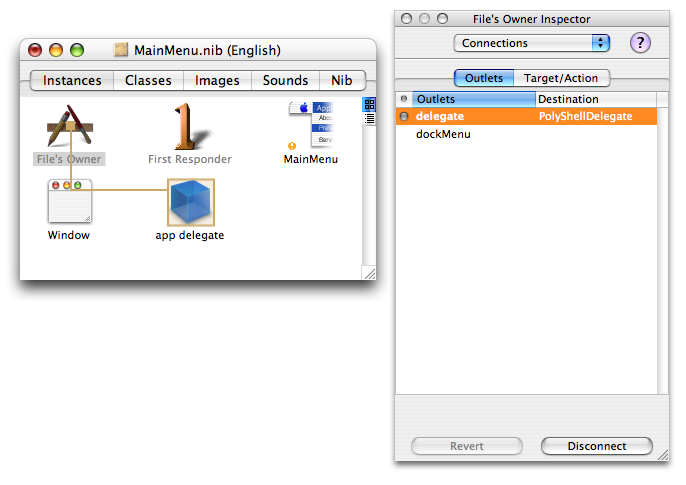 MainMenu.nib (English)
Instances Classes Images Sounds Nib
File's Owner First Responder MainMenu
Window app delegate
File's Owner Inspector
Connections ?
Outlets Target/Action
Outlets Destination
delegate PolyShellDelegate
dockMenu
Revert Disconnect